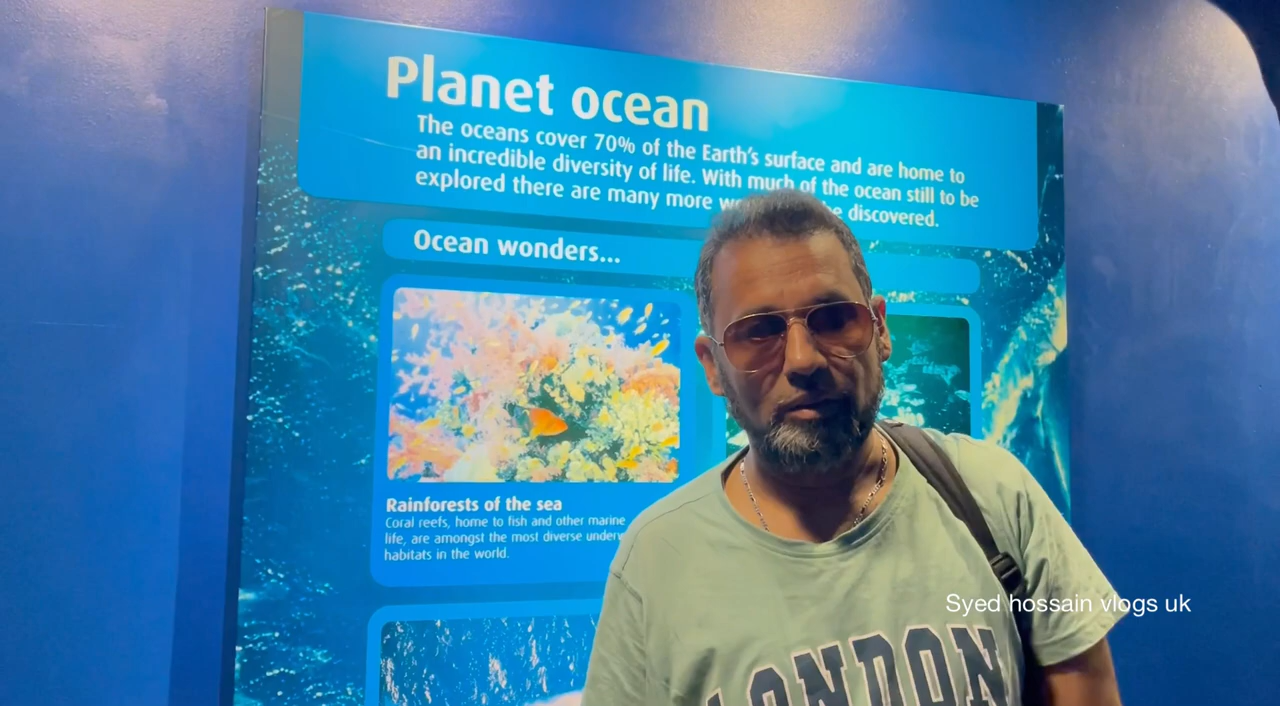 Planet ocean
The oceans cover 70% of the Earth's surface and are home to
an incredible diversity of life. With much of the ocean still to be
explored there are many more be discovered.
Ocean wonders...
Rainforests of the sea
Coral reefs, home to fish and other marine
life, are amongst the most diverse
habitats in the world.
Syed hossain vlogs uk
LONDON